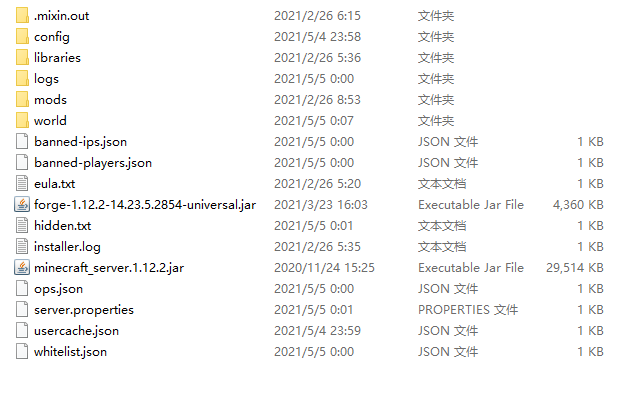 .mixin.out 2021/2/26 6:15 文件夹
config 2021/5/4 23:58 文件夹
libraries 2021/2/26 5:36 文件夹
logs 2021/5/5 0:00 文件夹
mods 2021/2/26 8:53 文件夹
world 2021/5/5 0:07 文件夹
banned-ips.json 2021/5/5 0:00 JSON 文件 1 KB
banned-players.json 2021/5/5 0:00 JSON 文件 1 KB
eula.txt 2021/2/26 5:20 文本文档 1 KB
forge-1.12.2-14.23.5.2854-universal.jar 2021/3/23 16:03 Executable Jar File 4,360 KB
hidden.txt 2021/5/5 0:01 文本文档 1 KB
installer.log 2021/2/26 5:35 文本文档 1 KB
minecraft_server.1.12.2.jar 2020/11/24 15:25 Executable Jar File 29,514 KB
ops.json 2021/5/5 0:00 JSON 文件 1 KB
server.properties 2021/5/5 0:01 PROPERTIES 文件 1 KB
usercache.json 2021/5/4 23:59 JSON 文件 1 KB
whitelist.json 2021/5/5 0:00 JSON 文件 1 KB